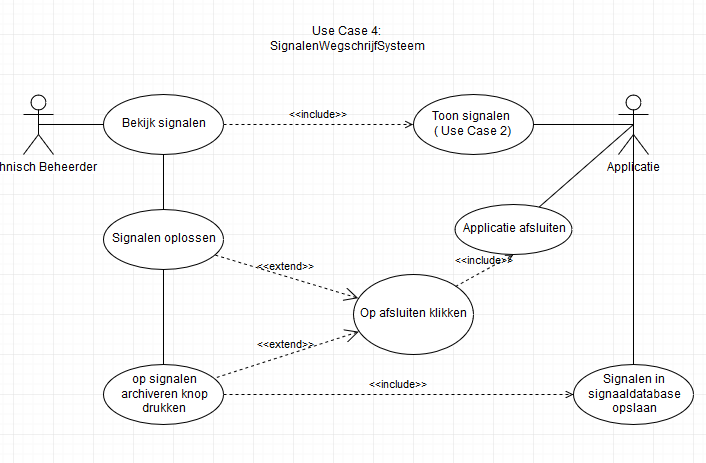 Use Case 4:
SignalenWegschrijfSysteem
<<include>>
Bekijk signalen
Toon signalen
( Use Case 2)
chnisch Beheerder
Applicatie
Signalen oplossen
Applicatie afsluiten
<<extend>>
<<include>>
Op afsluiten klikken
<<extend>>
op signalen
archiveren knop
drukken
<<include>>
Signalen in
signaaldatabase
opslaan